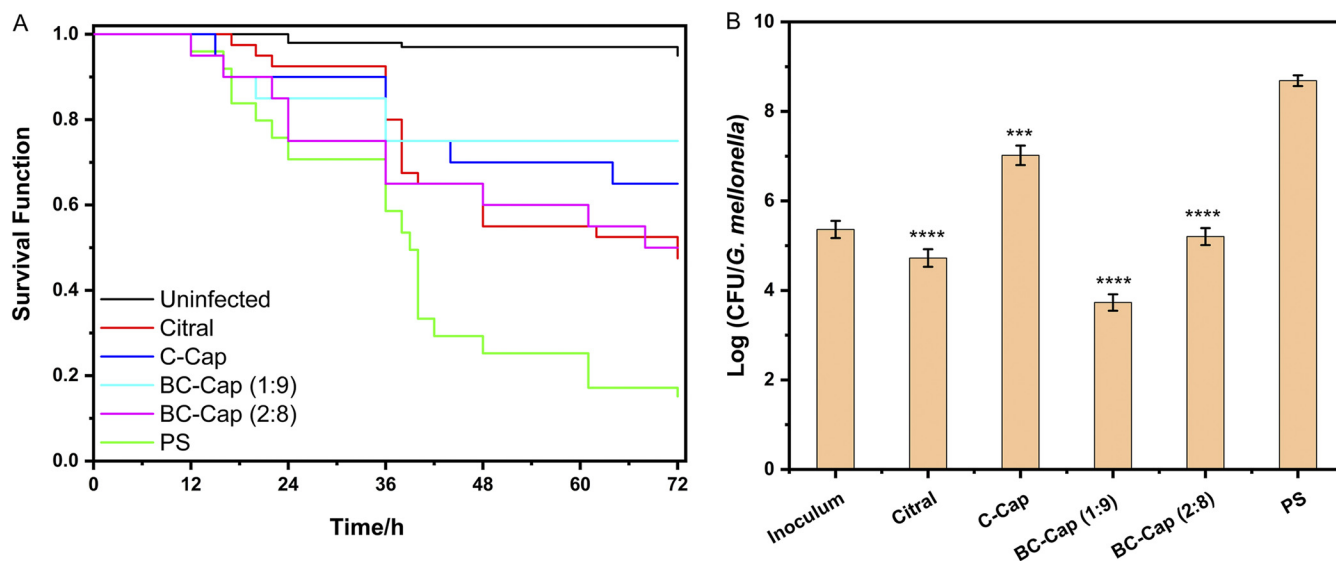 A
Survival Function
1.0
0.8
0.6
0.4
0.2
0.0
Uninfected
Citral
C-Cap
BC-Cap (1:9)
BC-Cap (2:8)
PS
0 12 24 36 48 60 72
Time/h
B
Log (CFU/G. mellonella)
10
8
6
4
2
0
****
***
****
****
Inoculum
Citral
C-Cap
BC-Cap (1:9)
BC-Cap (2:8)
PS